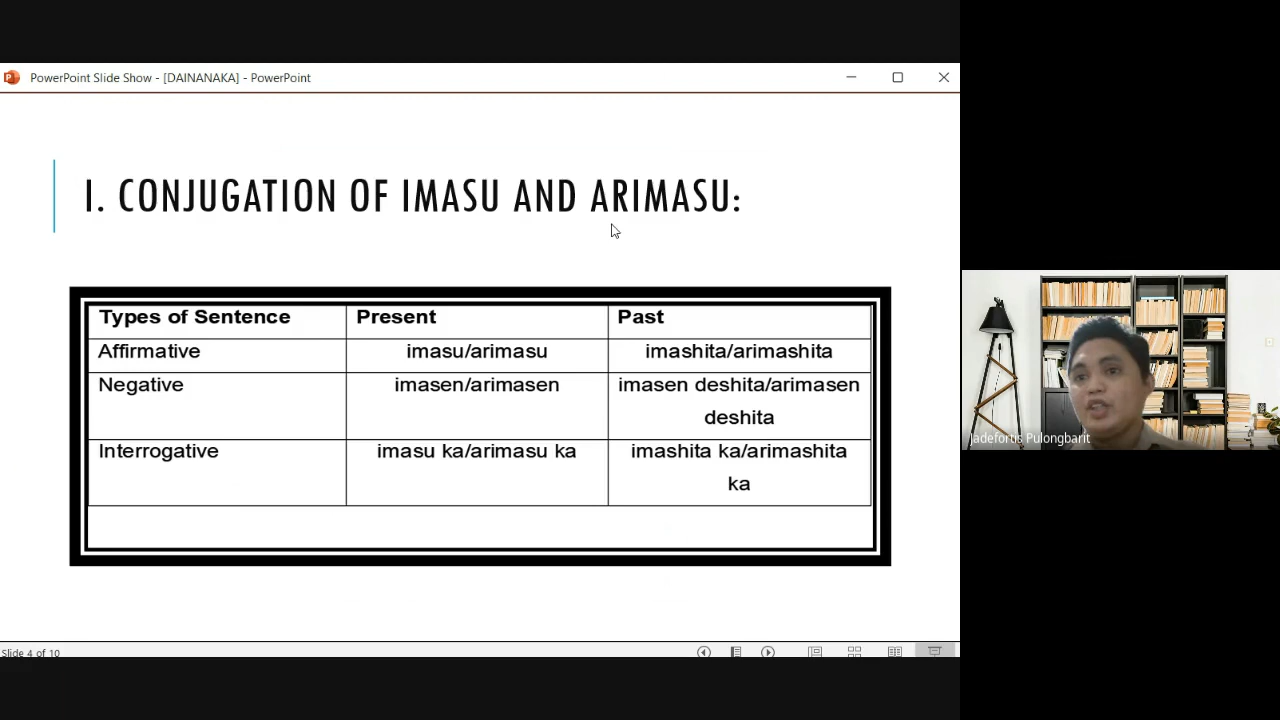 PowerPoint Slide Show - [DAINANAKA] - PowerPoint
I. CONJUGATION OF IMASU AND ARIMASU:
Types of Sentence Present Past
Affirmative imasu/arimasu imashita/arimashita
Negative imasen/arimasen imasen deshita/arimasen
deshita
Interrogative imasu ka/arimasu ka imashita ka/arimashita
ka
Jadefortis Pulongbarit
Slide 4 of 10